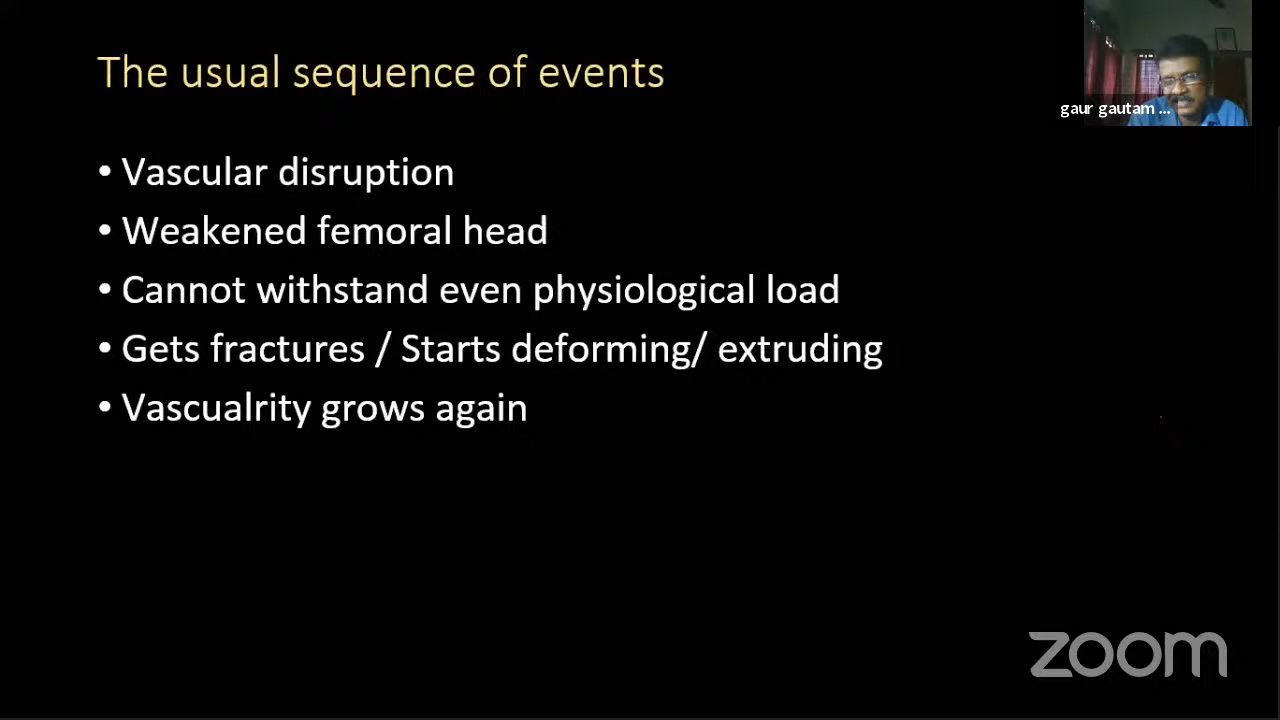 The usual sequence of events
gaur gautam ...
• Vascular disruption
• Weakened femoral head
• Cannot withstand even physiological load
• Gets fractures / Starts deforming/ extruding
• Vascualrity grows again
zoom